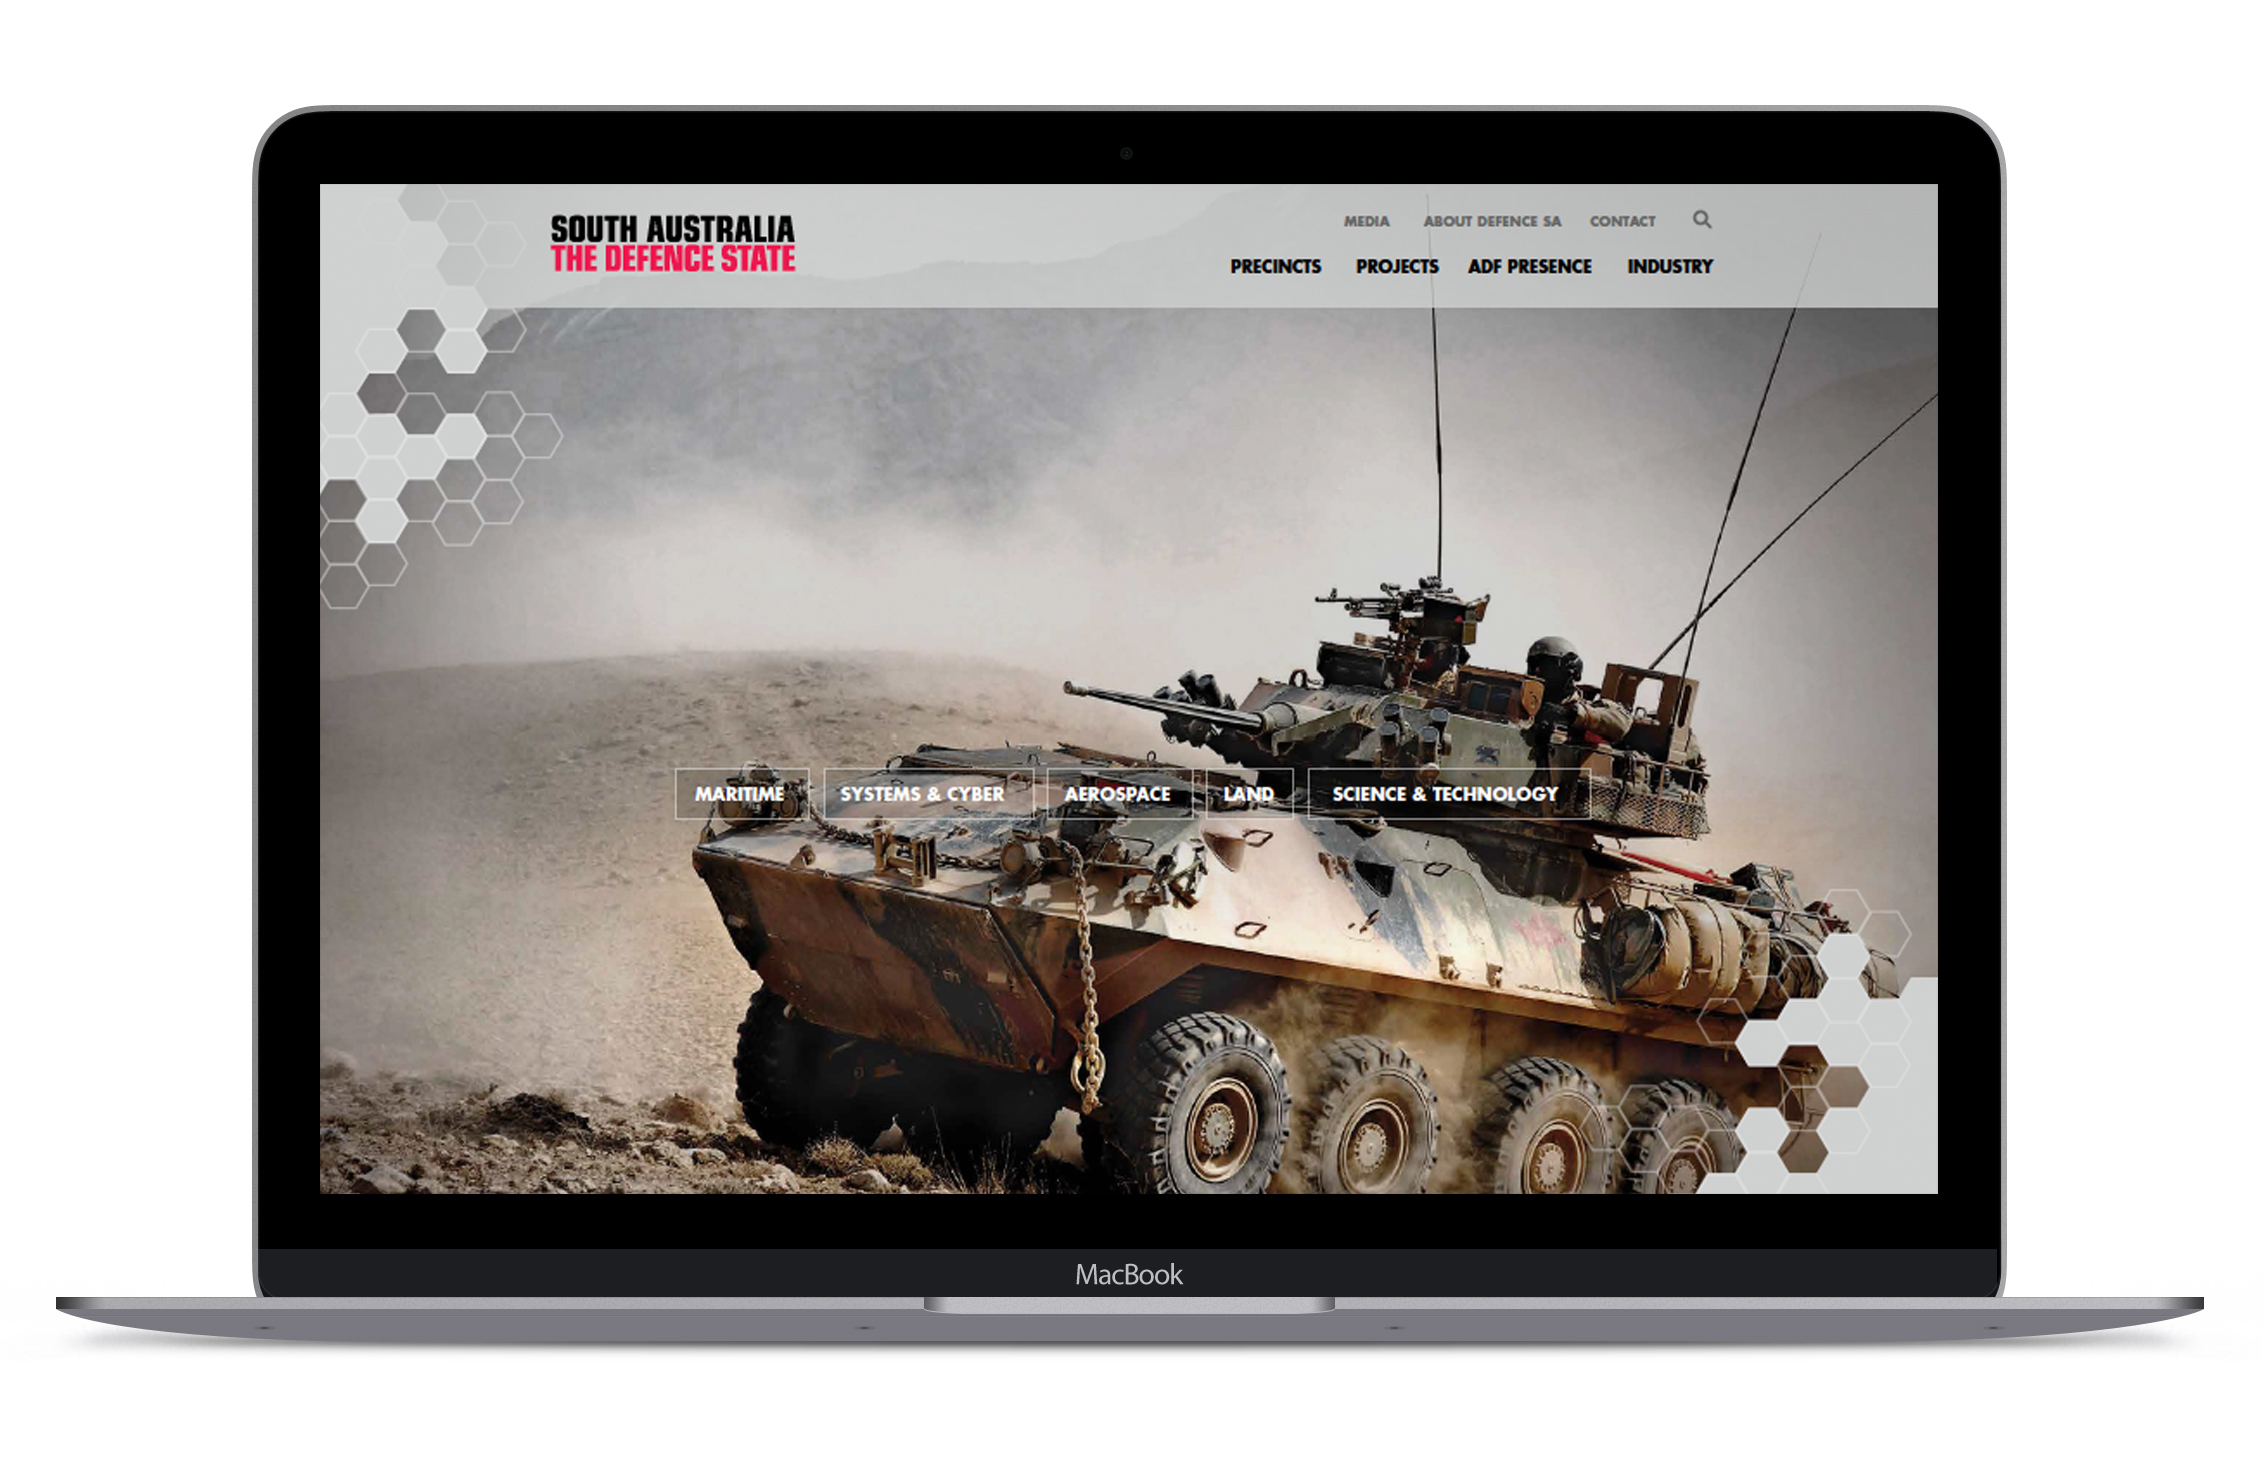 SOUTH AUSTRALIA
THE DEFENCE STATE
MEDIA ABOUT DEFENCE SA CONTACT
PRECINCTS PROJECTS ADF PRESENCE INDUSTRY
MARITIME SYSTEMS & CYBER AEROSPACE LAND SCIENCE & TECHNOLOGY
MacBook